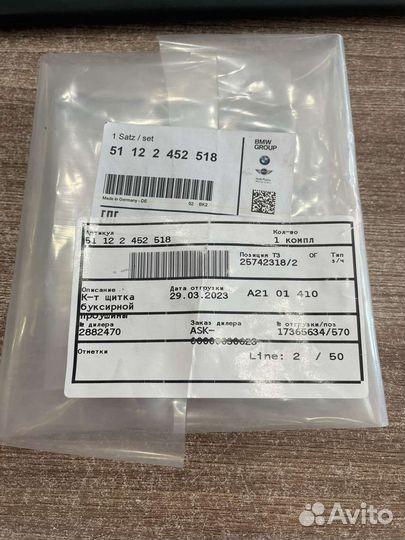 1 Satz / set
51 12 2 452 518
Made in Germany - DE
02 BK2
BMW
GROUP
Артикул
51 12 2 452 518
Кол-во
1 компл
Позиция ТЗ
25742318/2
ОГ
Тип
з/ч
Описание
К-т щитка
буксирной
проушины
Дата отгрузки
29.03.2023
A21 01 410
№ дилера
2882470
Заказ дилера
ASK-
№ отгрузки/поз
17365634/570
Отметки
Line: 2 / 50
Avito